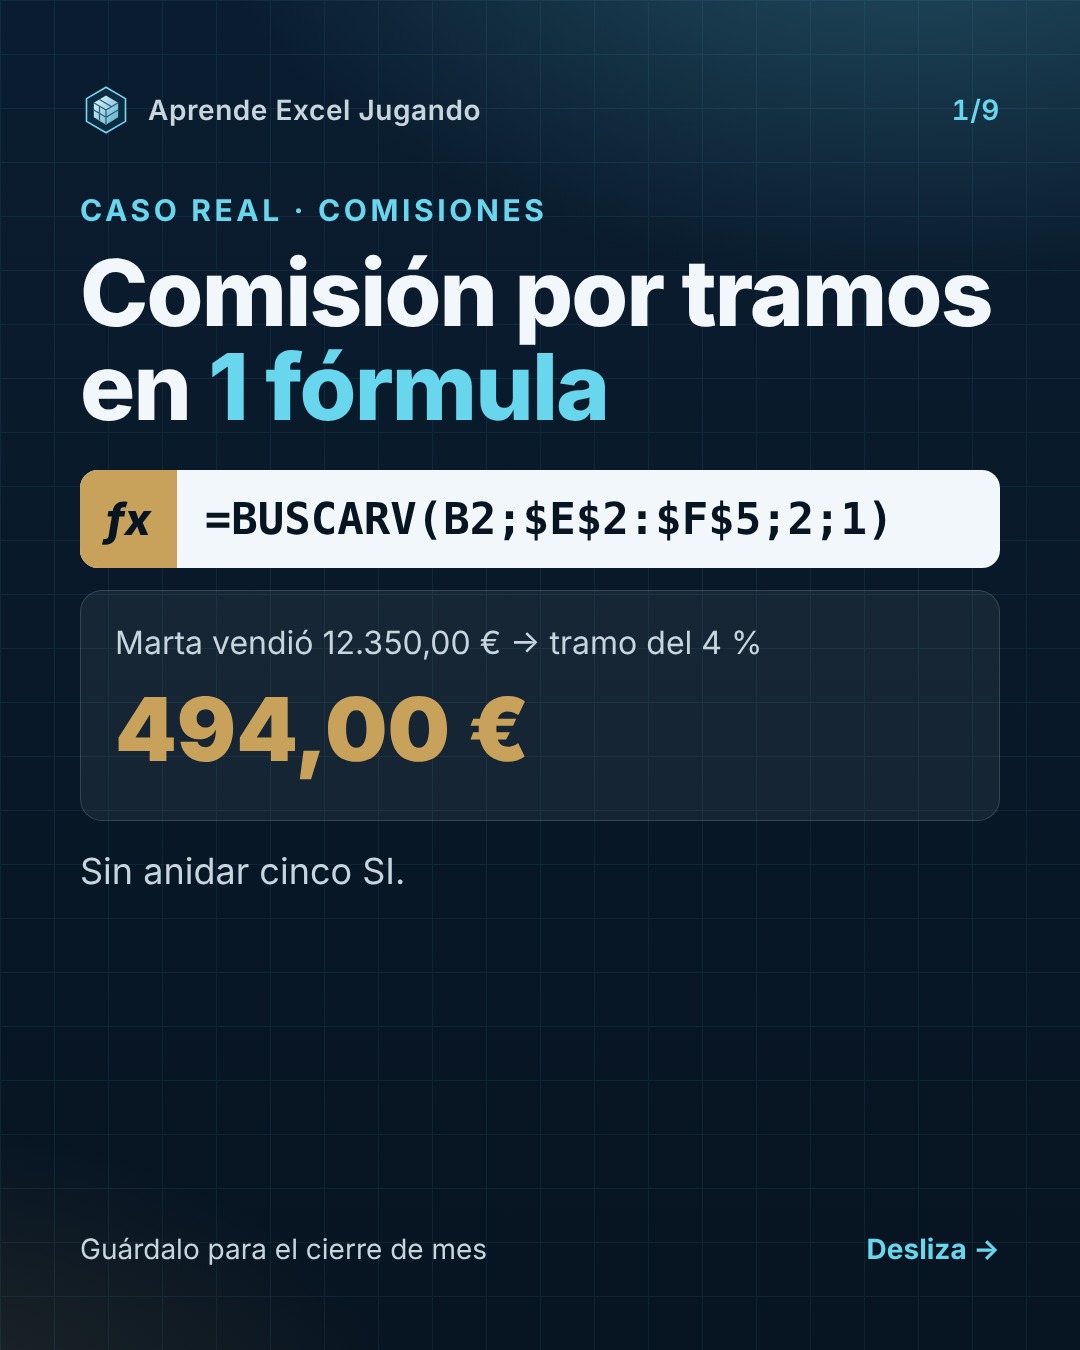 Aprende Excel Jugando
1/9
CASO REAL · COMISIONES
Comisión por tramos
en 1 fórmula
fx
=BUSCARV(B2;$E$2:$F$5;2;1)
Marta vendió 12.350,00 € → tramo del 4 %
494,00 €
Sin anidar cinco SI.
Guárdalo para el cierre de mes
Desliza →